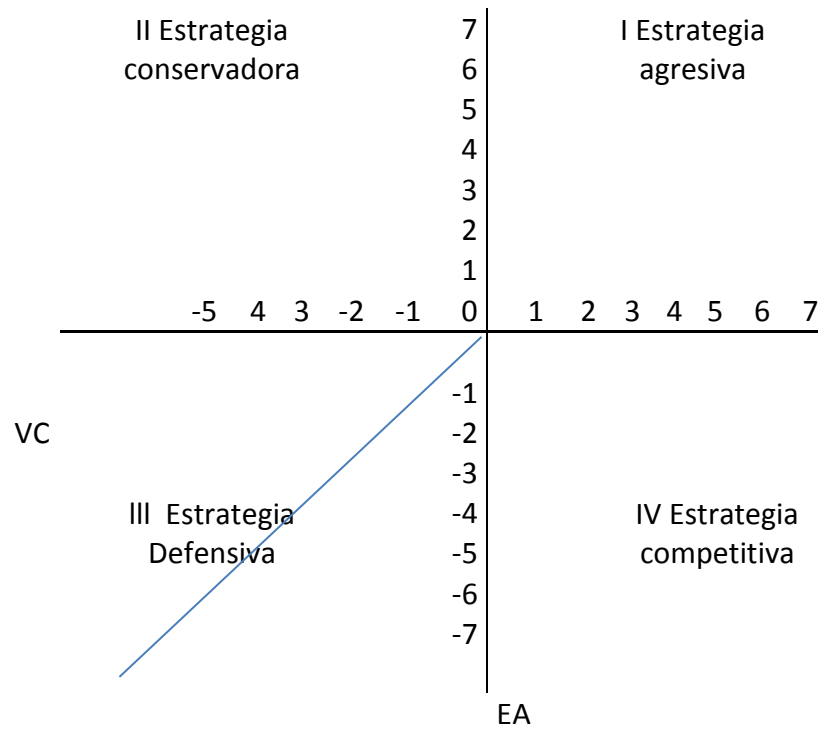 II Estrategia
conservadora
I Estrategia
agresiva
7
6
5
4
3
2
1
-5 4 3 -2 -1 0 1 2 3 4 5 6 7
-1
-2
-3
-4
-5
-6
-7
VC
lll Estrategia
Defensiva
IV Estrategia
competitiva
EA